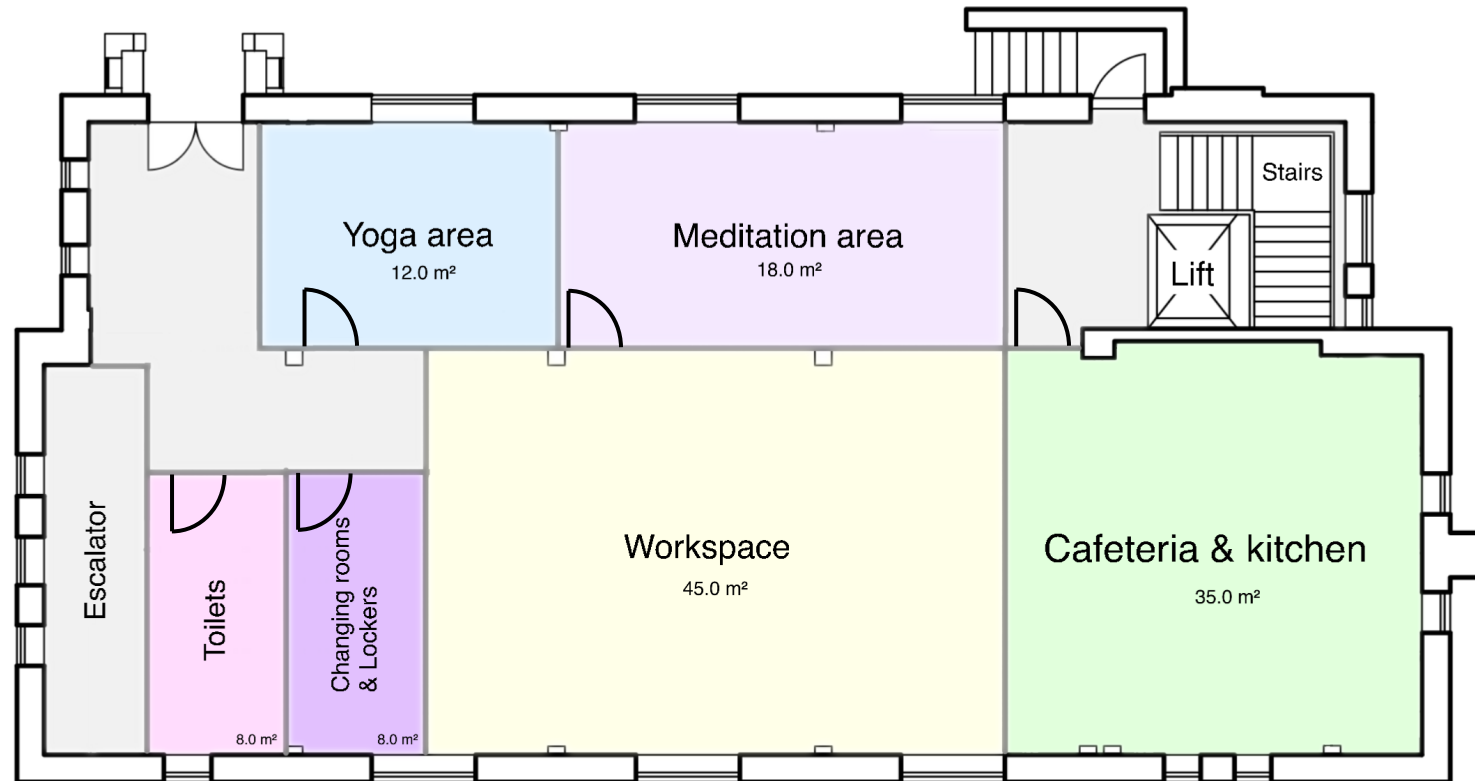 Stairs
Yoga area
12.0 m²
Meditation area
18.0 m²
Lift
Escalator
Toilets
8.0 m²
Changing rooms
& Lockers
8.0 m²
Workspace
45.0 m²
Cafeteria & kitchen
35.0 m²